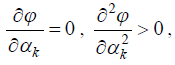 ∂φ/∂α_k = 0 , ∂²φ/∂α_k² > 0 ,